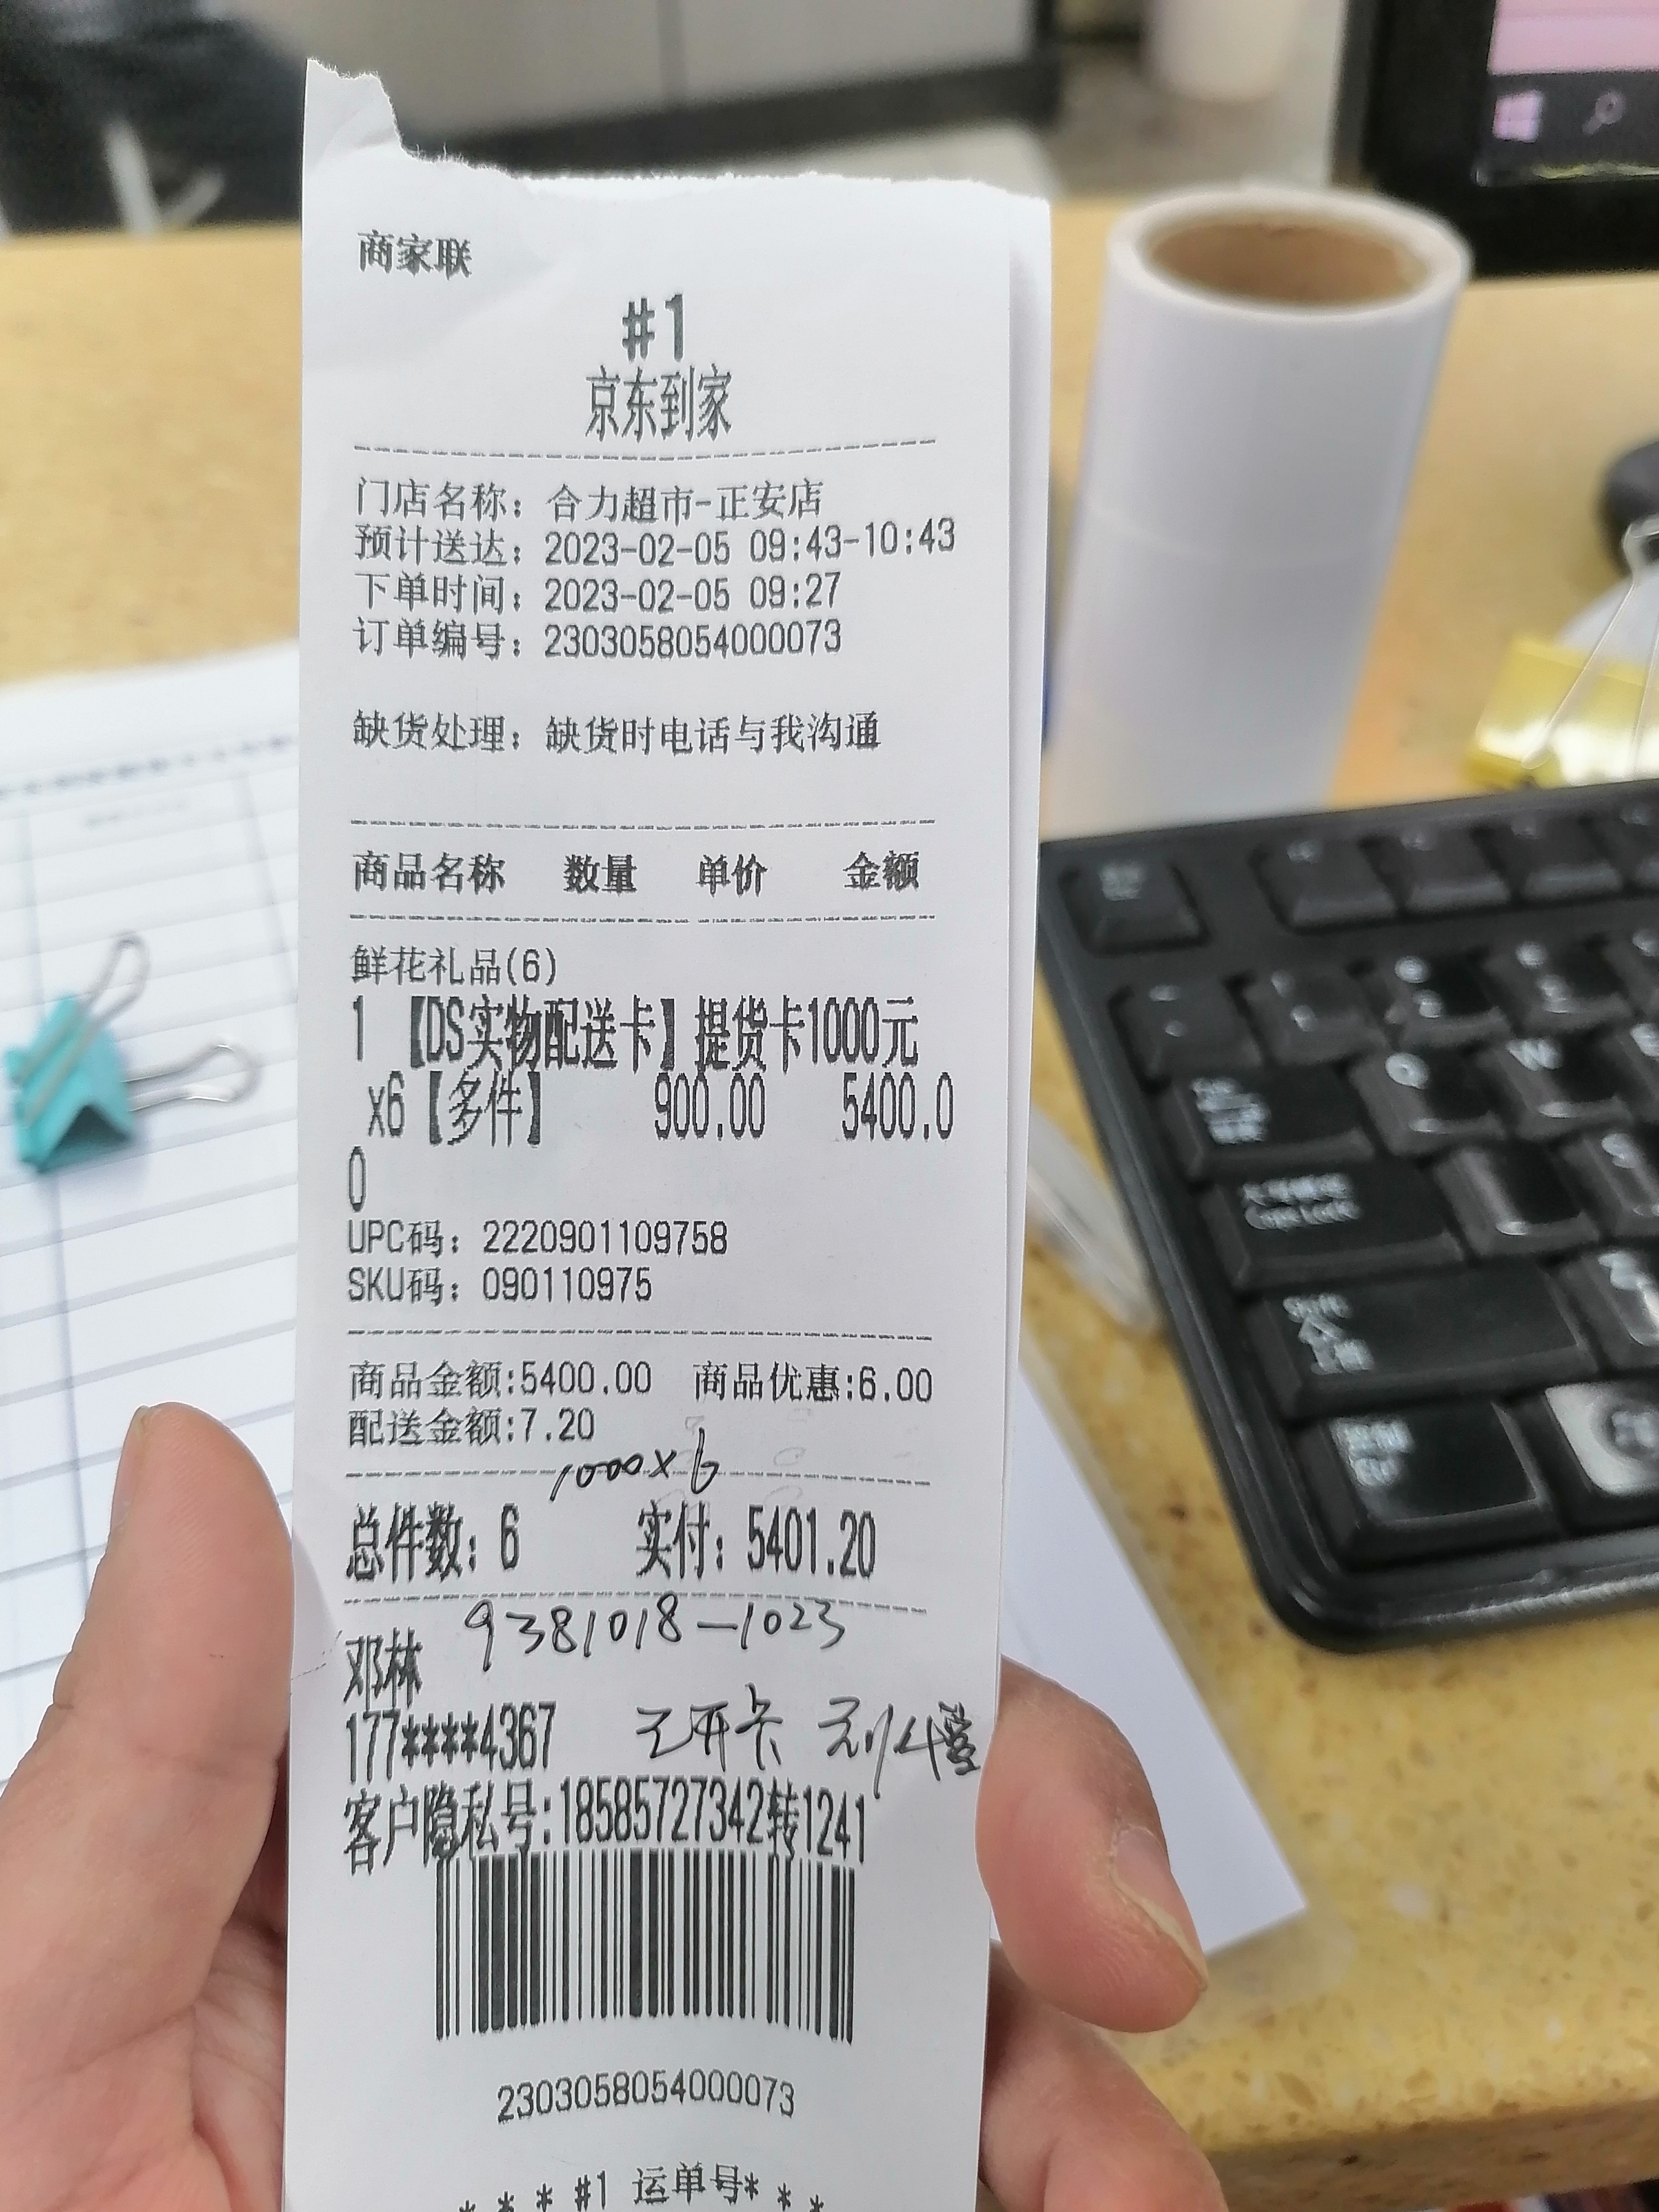 商家联
#1
京东到家
门店名称：合力超市-正安店
预计送达：2023-02-05 09:43-10:43
下单时间：2023-02-05 09:27
订单编号：2303058054000073
缺货处理：缺货时电话与我沟通
商品名称 数量 单价 金额
鲜花礼品(6)
1 【DS实物配送卡】提货卡1000元
x6【多件】 900.00 5400.0
0
UPC码：2220901109758
SKU码：090110975
商品金额:5400.00 商品优惠:6.00
配送金额:7.20
1000×6
总件数：6 实付：5401.20
9381018—1023
邓林
177****4367 已开卡
客户隐私号:18585727342转1241
2303058054000073
* * * #1 运单号* * *